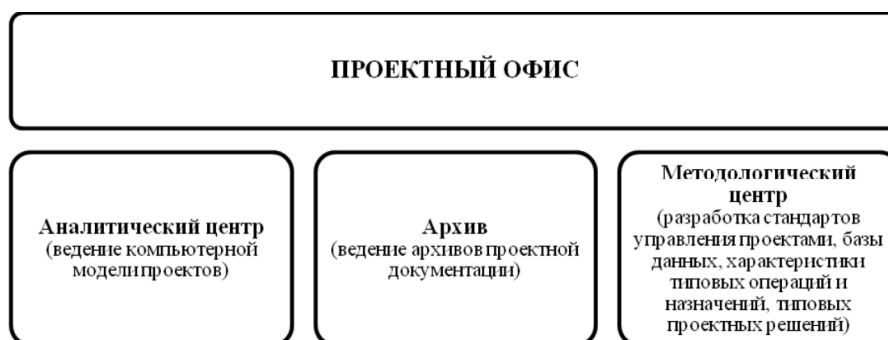 ПРОЕКТНЫЙ ОФИС
Аналитический центр
(ведение компьютерной
модели проектов)
Архив
(ведение архивов проектной
документации)
Методологический
центр
(разработка стандартов
управления проектами, базы
данных, характеристики
типовых операций и
назначений, типовых
проектных решений)